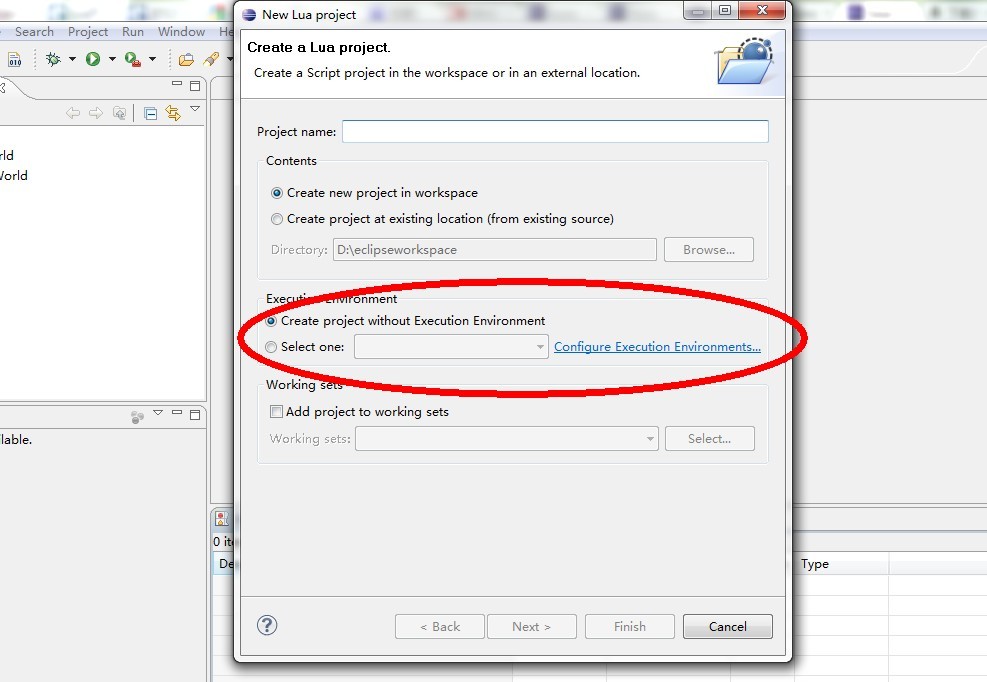 New Lua project
Search Project Run Window He
Create a Lua project.
Create a Script project in the workspace or in an external location.
Project name:
Contents
Create new project in workspace
Create project at existing location (from existing source)
Directory: D:\eclipseworkspace Browse...
Execution Environment
Create project without Execution Environment
Select one: Configure Execution Environments...
Working sets
Add project to working sets
Working sets: Select...
rld
World
lable.
0 ite
De
Type
? < Back Next > Finish Cancel